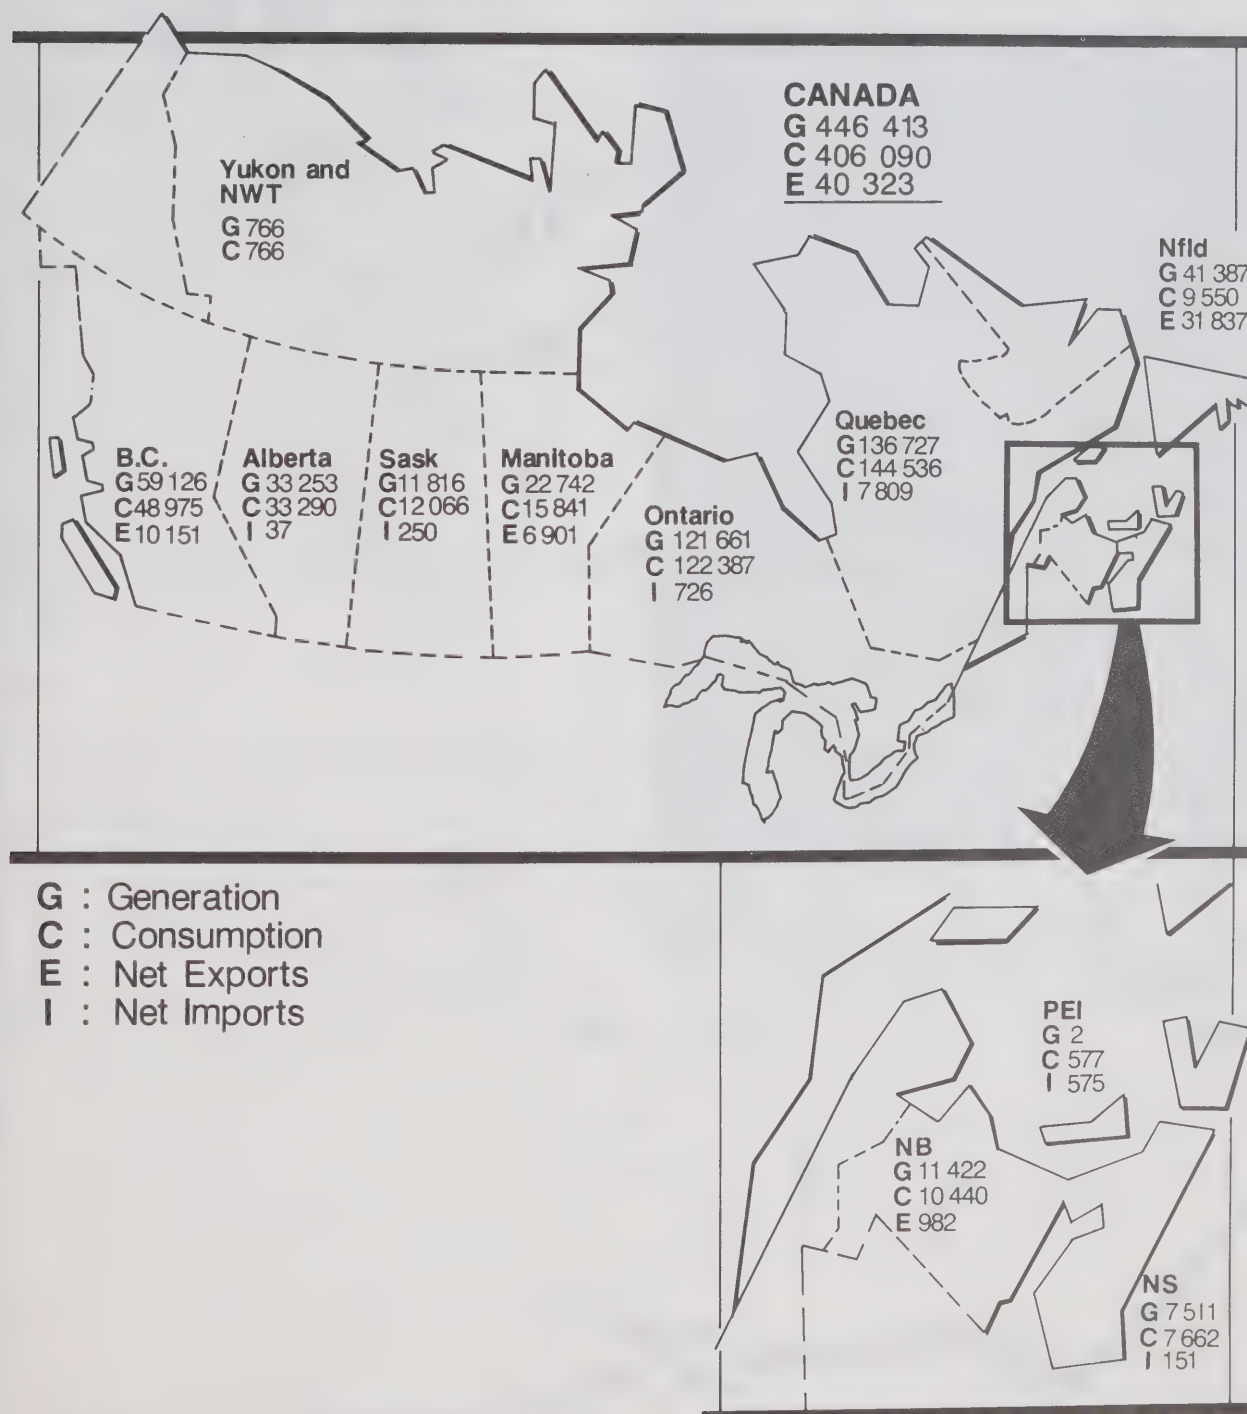 CANADA
G 446 413
C 406 090
E 40 323
Yukon and
NWT
G 766
C 766
Nfld
G 41 387
C 9 550
E 31 837
B.C.
G 59 126
C 48 975
E 10 151
Alberta
G 33 253
C 33 290
I 37
Sask
G 11 816
C 12 066
I 250
Manitoba
G 22 742
C 15 841
E 6 901
Ontario
G 121 661
C 122 387
I 726
Quebec
G 136 727
C 144 536
I 7 809
G : Generation
C : Consumption
E : Net Exports
I : Net Imports
PEI
G 2
C 577
I 575
NB
G 11 422
C 10 440
E 982
NS
G 7 511
C 7 662
I 151